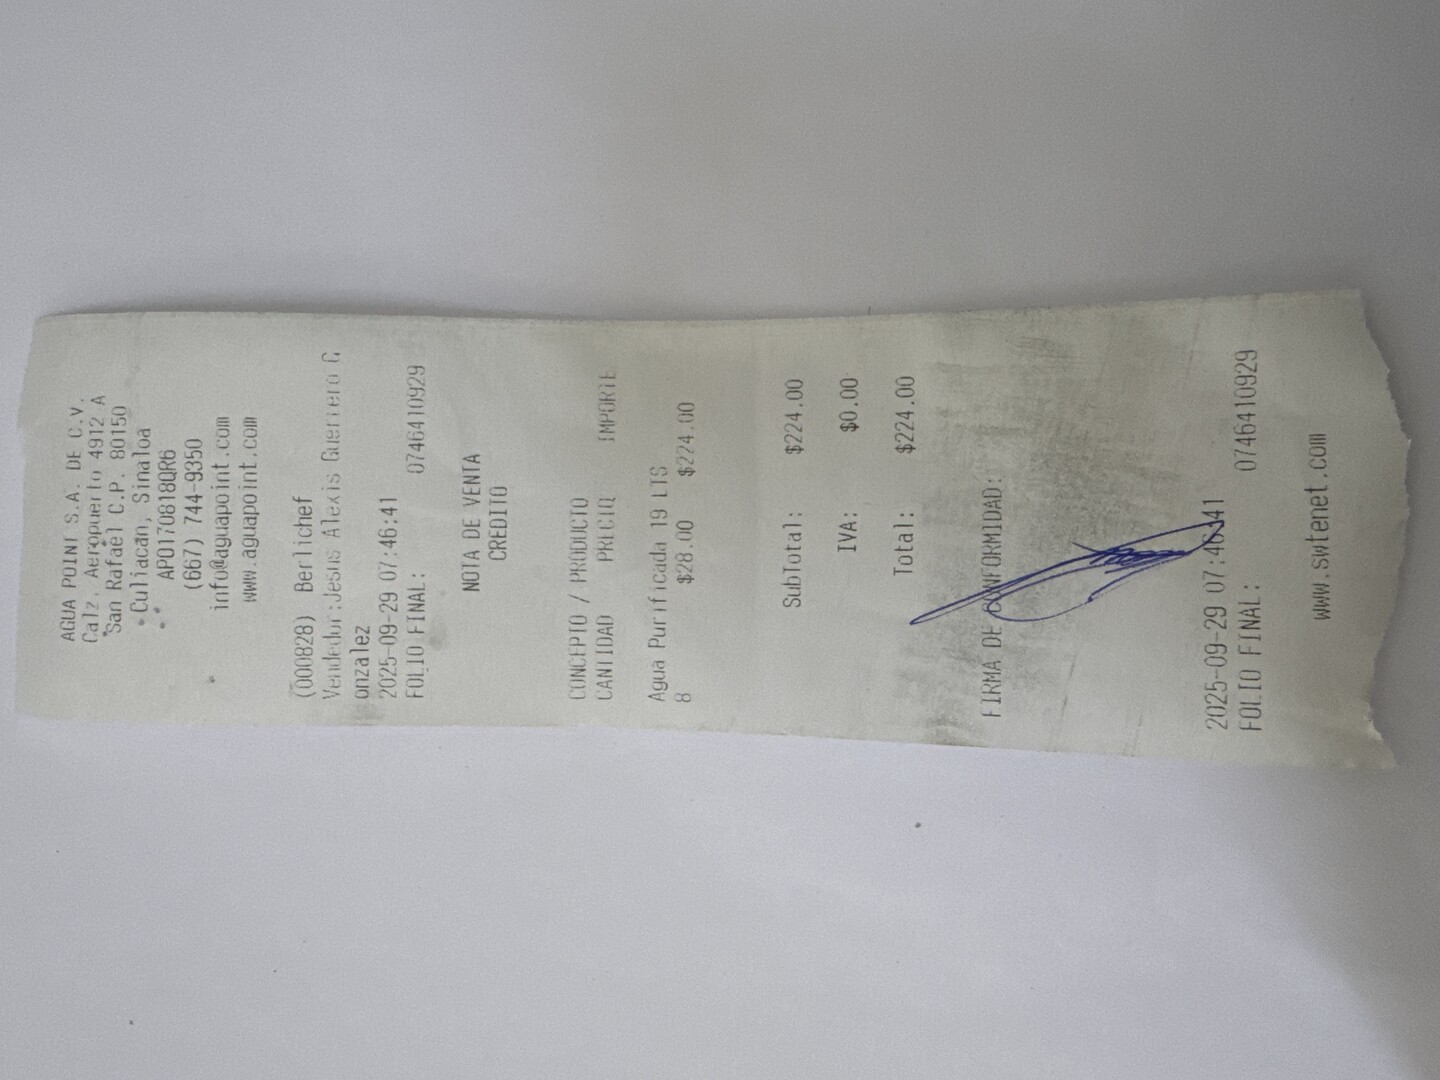 AGUA POINT S.A. DE C.V.
Calz. Aeropuerto 4912 A
San Rafael C.P. 80150
Culiacan, Sinaloa
APO170818QR6
(667) 744-9350
info@aguapoint.com
www.aguapoint.com
(000828) Berlichef
Vendedor:Jesus Alexis Guerrero G
onzalez
2025-09-29 07:46:41
FOLIO FINAL: 0746410929
NOTA DE VENTA
CREDITO
CONCEPTO / PRODUCTO
CANTIDAD PRECIO IMPORTE
Agua Purificada 19 LTS
8 $28.00 $224.00
SubTotal: $224.00
IVA: $0.00
Total: $224.00
FIRMA DE CONFORMIDAD:
2025-09-29 07:46:41
FOLIO FINAL: 0746410929
www.swtenet.com